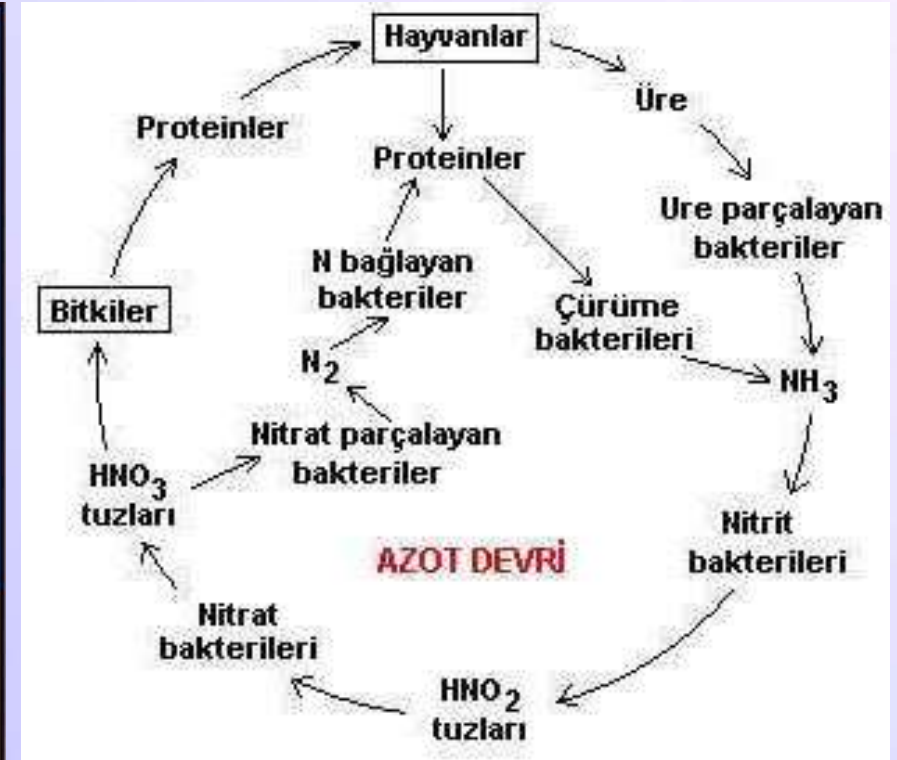 Hayvanlar
Üre
Proteinler
Proteinler
Ure parçalayan
bakteriler
N bağlayan
bakteriler
Bitkiler
Çürüme
bakterileri
N2
NH3
Nitrat parçalayan
bakteriler
HNO3
tuzları
Nitrit
bakterileri
AZOT DEVRİ
Nitrat
bakterileri
HNO2
tuzları